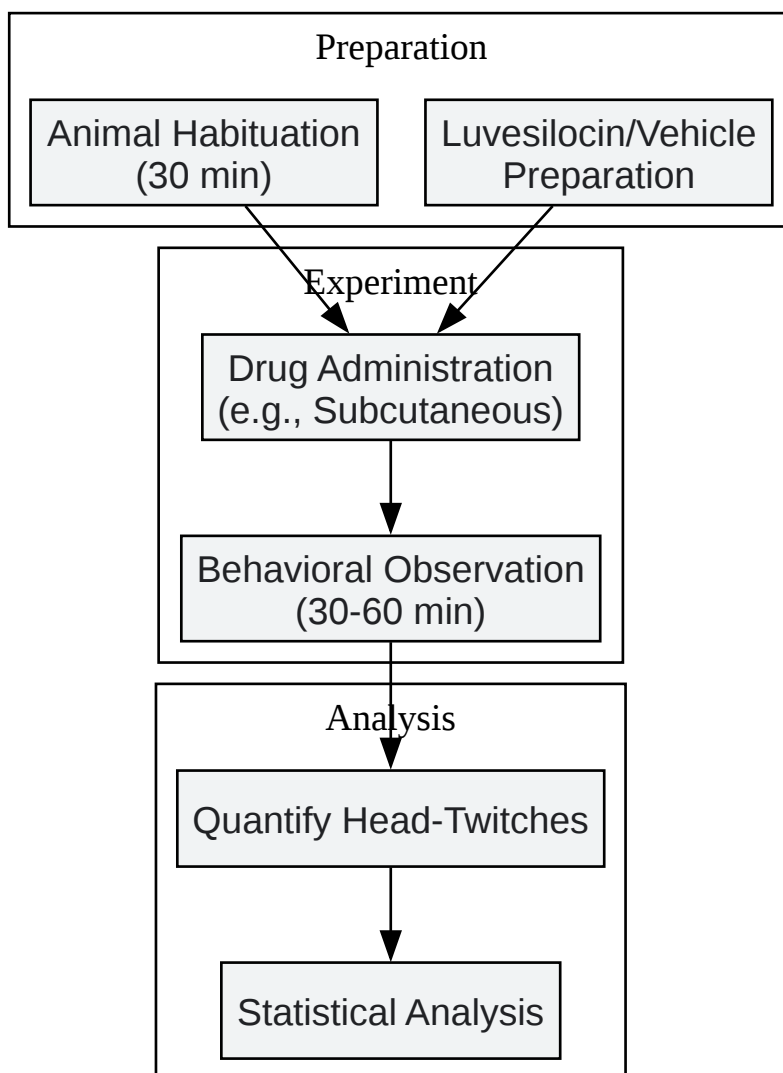 Preparation
Animal Habituation
(30 min)
Luvesilocin/Vehicle
Preparation
Experiment
Drug Administration
(e.g., Subcutaneous)
Behavioral Observation
(30-60 min)
Analysis
Quantify Head-Twitches
Statistical Analysis